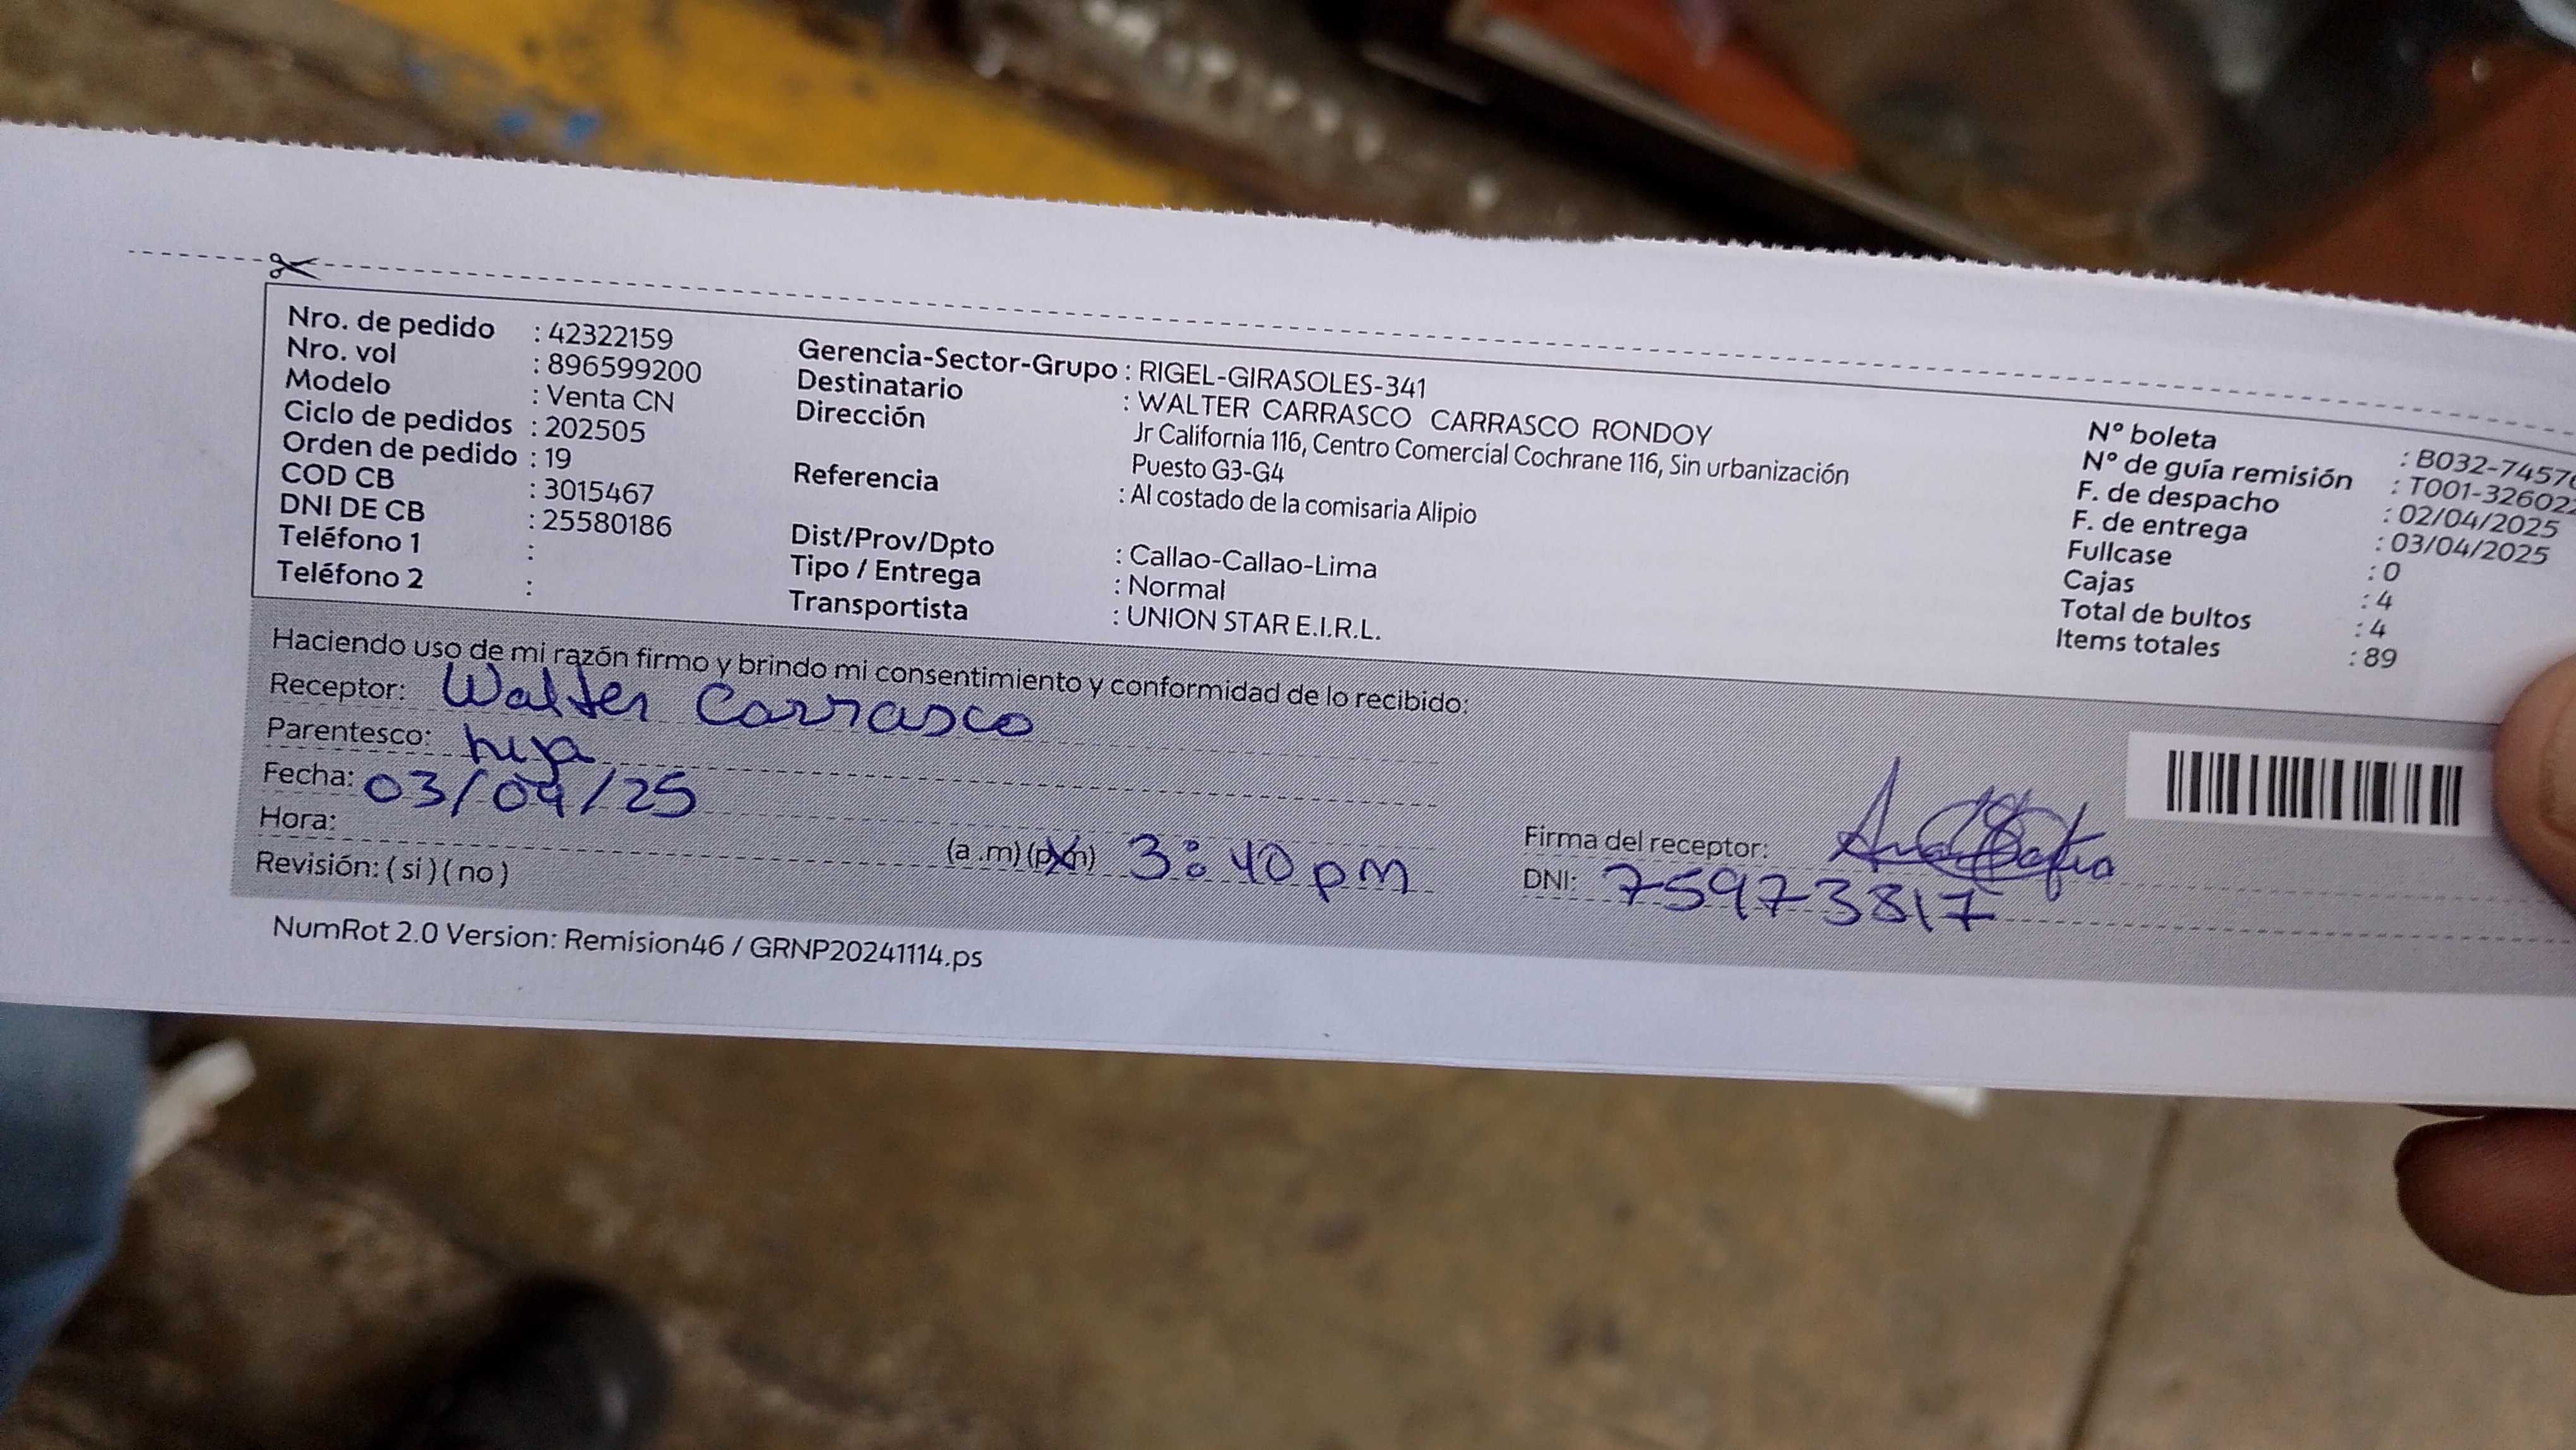 Nro. de pedido : 42322159
Nro. vol : 896599200
Modelo : Venta CN
Ciclo de pedidos : 202505
Orden de pedido : 19
COD CB : 3015467
DNI DE CB : 25580186
Teléfono 1 :
Teléfono 2 :
Gerencia-Sector-Grupo : RIGEL-GIRASOLES-341
Destinatario : WALTER CARRASCO CARRASCO RONDOY
Dirección Jr California 116, Centro Comercial Cochrane 116, Sin urbanización
Puesto G3-G4
Referencia : Al costado de la comisaria Alipio
Dist/Prov/Dpto : Callao-Callao-Lima
Tipo / Entrega : Normal
Transportista : UNION STAR E.I.R.L.
N° boleta : B032-7457
N° de guía remisión : T001-32602
F. de despacho : 02/04/2025
F. de entrega : 03/04/2025
Fullcase : 0
Cajas : 4
Total de bultos : 4
Items totales : 89
Haciendo uso de mi razón firmo y brindo mi consentimiento y conformidad de lo recibido:
Receptor: Walter Carrasco
Parentesco: hija
Fecha: 03/04/25
Hora: (a .m) (p.m) 3:40 pm
Revisión: ( si ) ( no )
Firma del receptor:
DNI: 75973817
NumRot 2.0 Version: Remision46 / GRNP20241114.ps